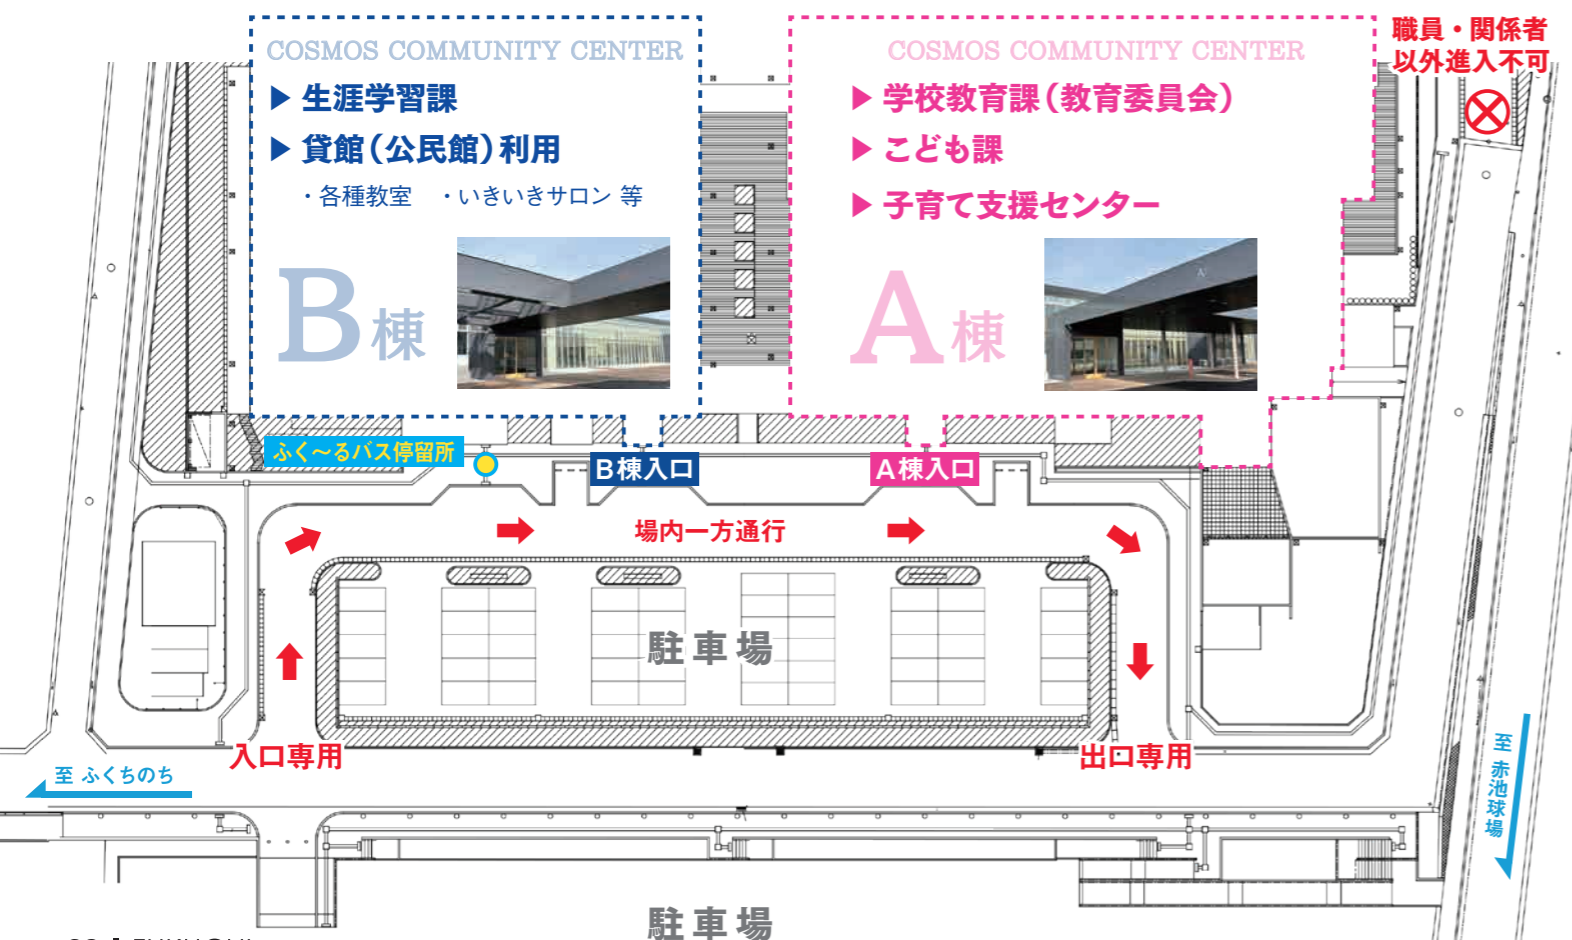 COSMOS COMMUNITY CENTER
▶ 生涯学習課
▶ 貸館（公民館）利用
・各種教室　・いきいきサロン 等
B棟
COSMOS COMMUNITY CENTER
▶ 学校教育課（教育委員会）
▶ こども課
▶ 子育て支援センター
A棟
職員・関係者
以外進入不可
ふく～るバス停留所
B棟入口
A棟入口
場内一方通行
駐車場
入口専用
出口専用
至 ふくちのち
至 赤池球場
駐車場